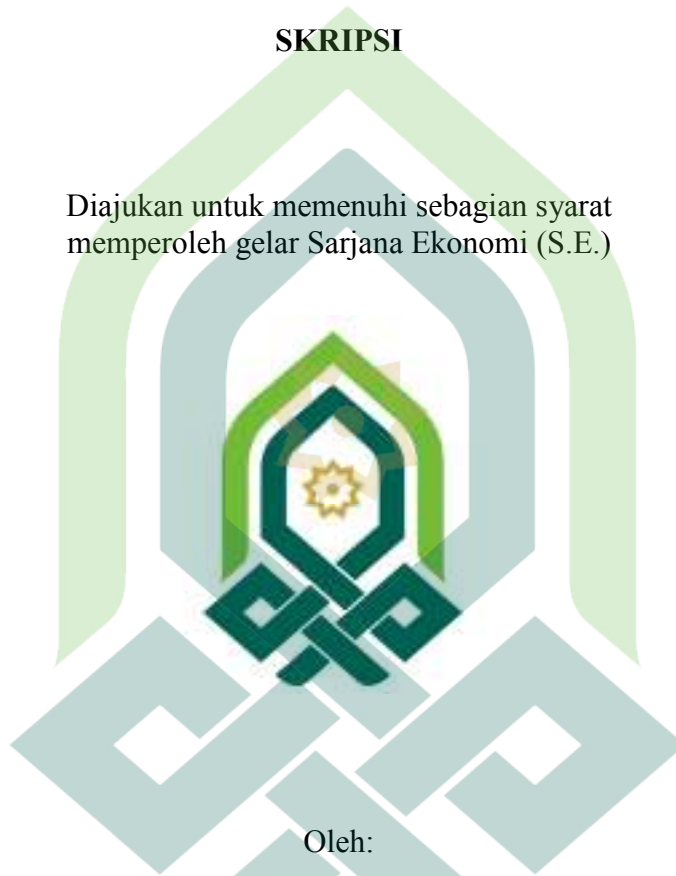 SKRIPSI
Diajukan untuk memenuhi sebagian syarat
memperoleh gelar Sarjana Ekonomi (S.E.)
Oleh: